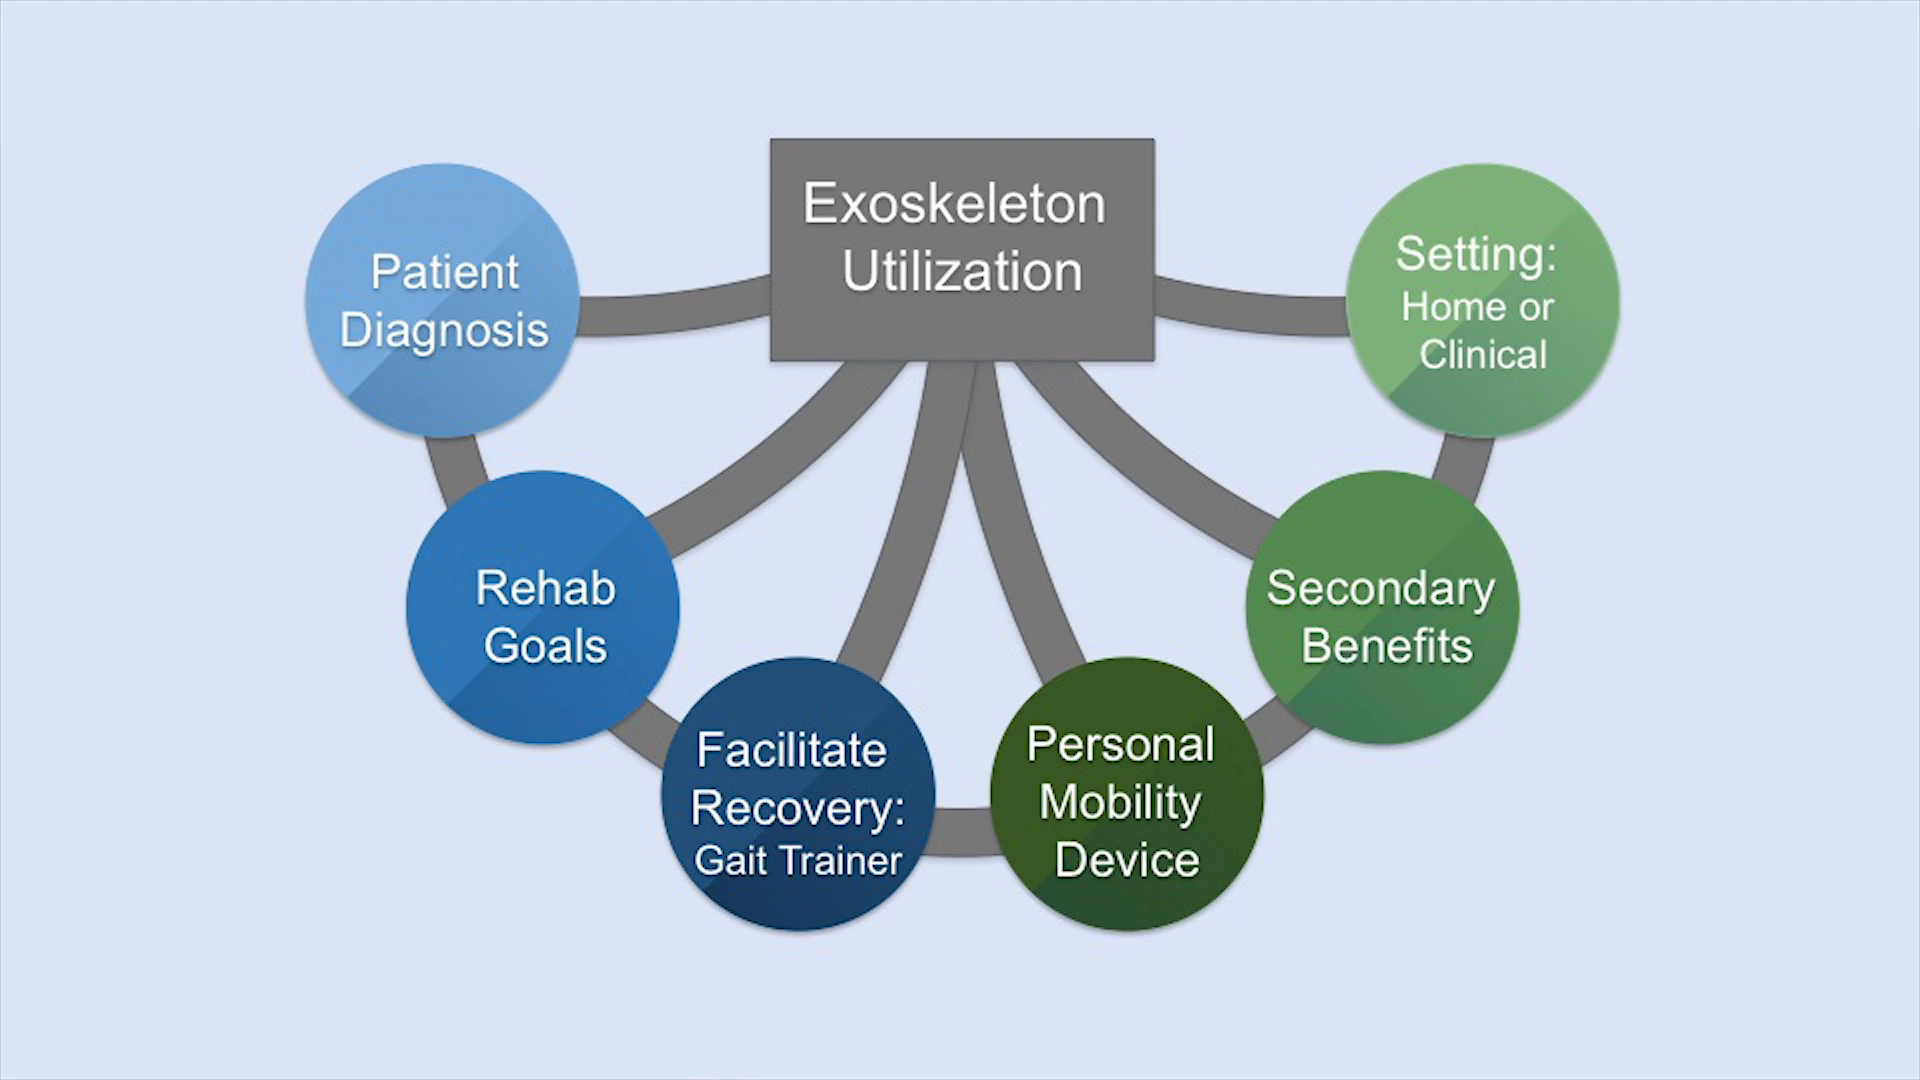 Exoskeleton
Utilization
Patient
Diagnosis
Rehab
Goals
Facilitate
Recovery:
Gait Trainer
Personal
Mobility
Device
Secondary
Benefits
Setting:
Home or
Clinical